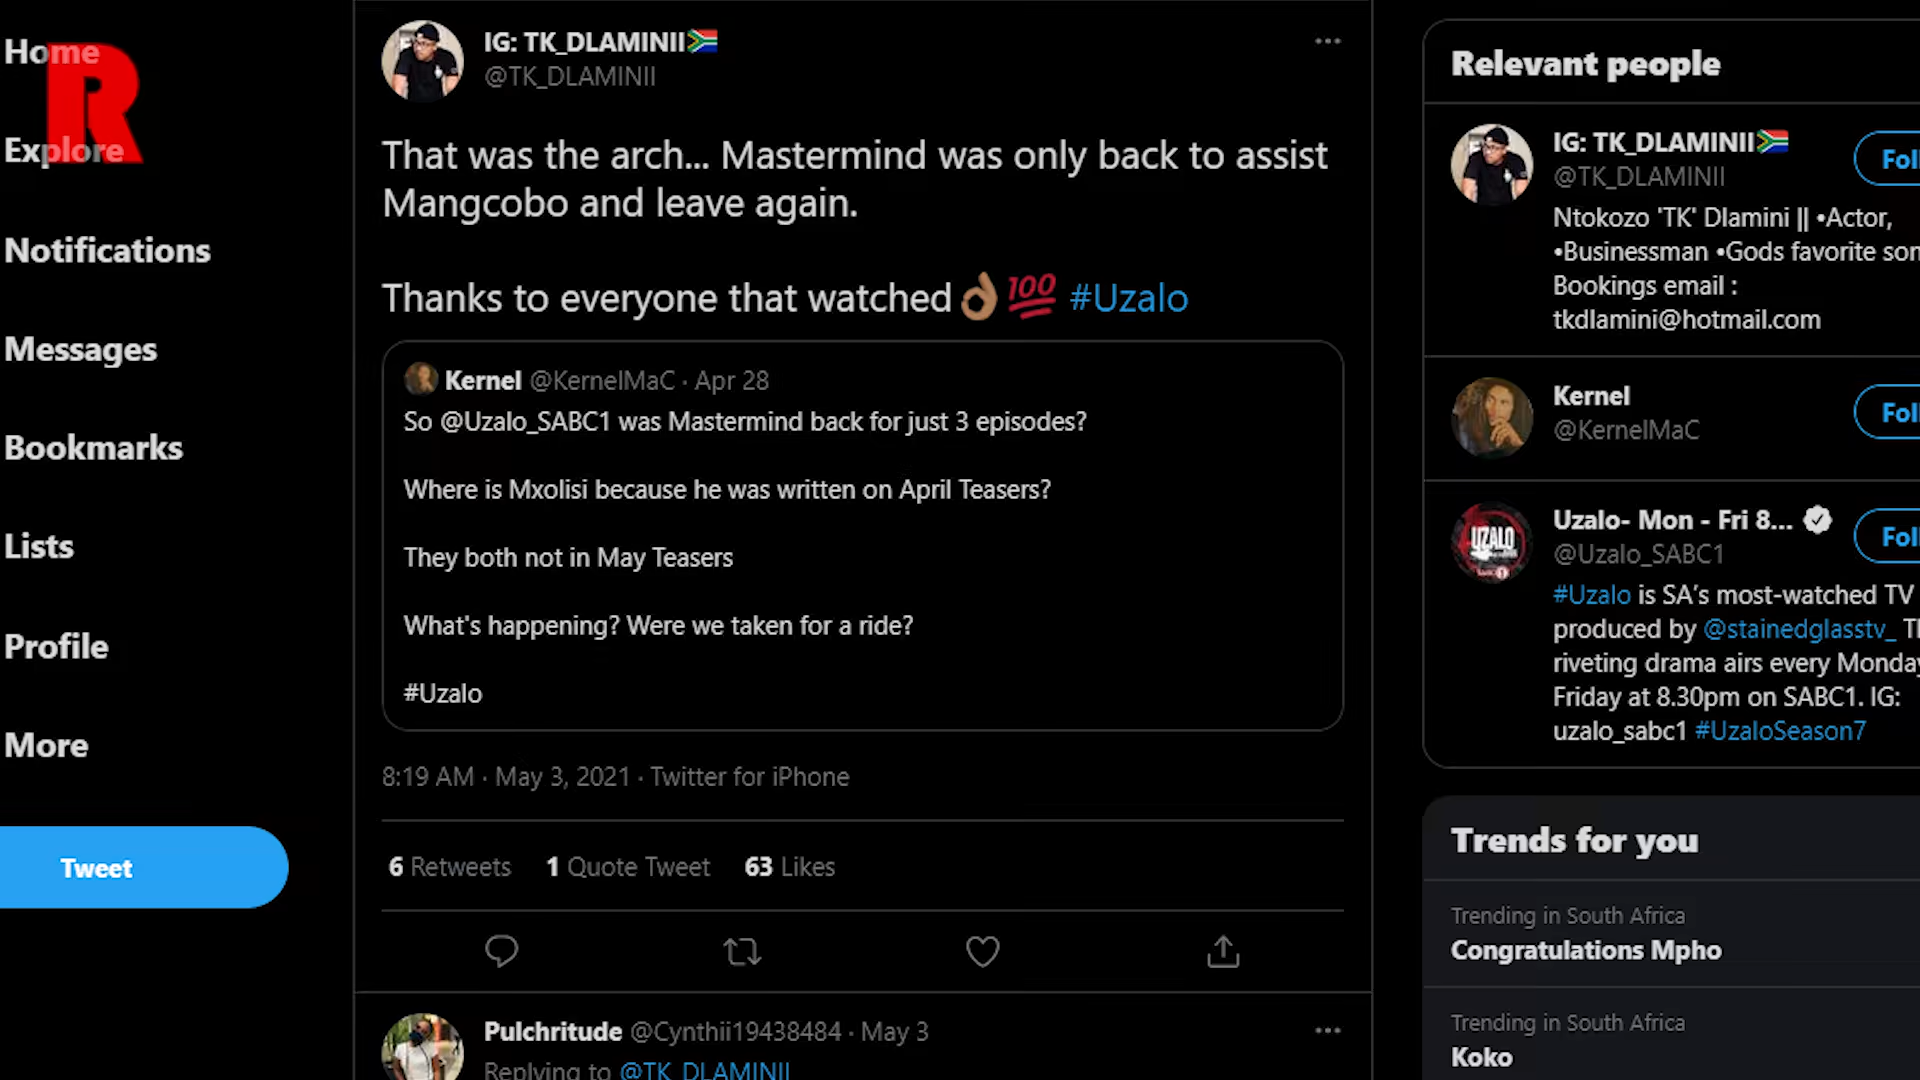 Home
R
Explore
Notifications
Messages
Bookmarks
Lists
Profile
More
Tweet
IG: TK_DLAMINII🇿🇦
@TK_DLAMINII
That was the arch... Mastermind was only back to assist
Mangcobo and leave again.
Thanks to everyone that watched👌🏽💯 #Uzalo
Kernel @KernelMaC · Apr 28
So @Uzalo_SABC1 was Mastermind back for just 3 episodes?
Where is Mxolisi because he was written on April Teasers?
They both not in May Teasers
What's happening? Were we taken for a ride?
#Uzalo
8:19 AM · May 3, 2021 · Twitter for iPhone
6 Retweets 1 Quote Tweet 63 Likes
Pulchritude @Cynthii19438484 · May 3
Replying to @TK_DLAMINII
Relevant people
IG: TK_DLAMINII🇿🇦
@TK_DLAMINII
Foll
Ntokozo 'TK' Dlamini || •Actor,
•Businessman •Gods favorite son
Bookings email :
tkdlamini@hotmail.com
Kernel
@KernelMaC
Foll
UZALO
Uzalo- Mon - Fri 8...
@Uzalo_SABC1
Foll
#Uzalo is SA's most-watched TV
produced by @stainedglasstv_ Th
riveting drama airs every Monday
Friday at 8.30pm on SABC1. IG:
uzalo_sabc1 #UzaloSeason7
Trends for you
Trending in South Africa
Congratulations Mpho
Trending in South Africa
Koko